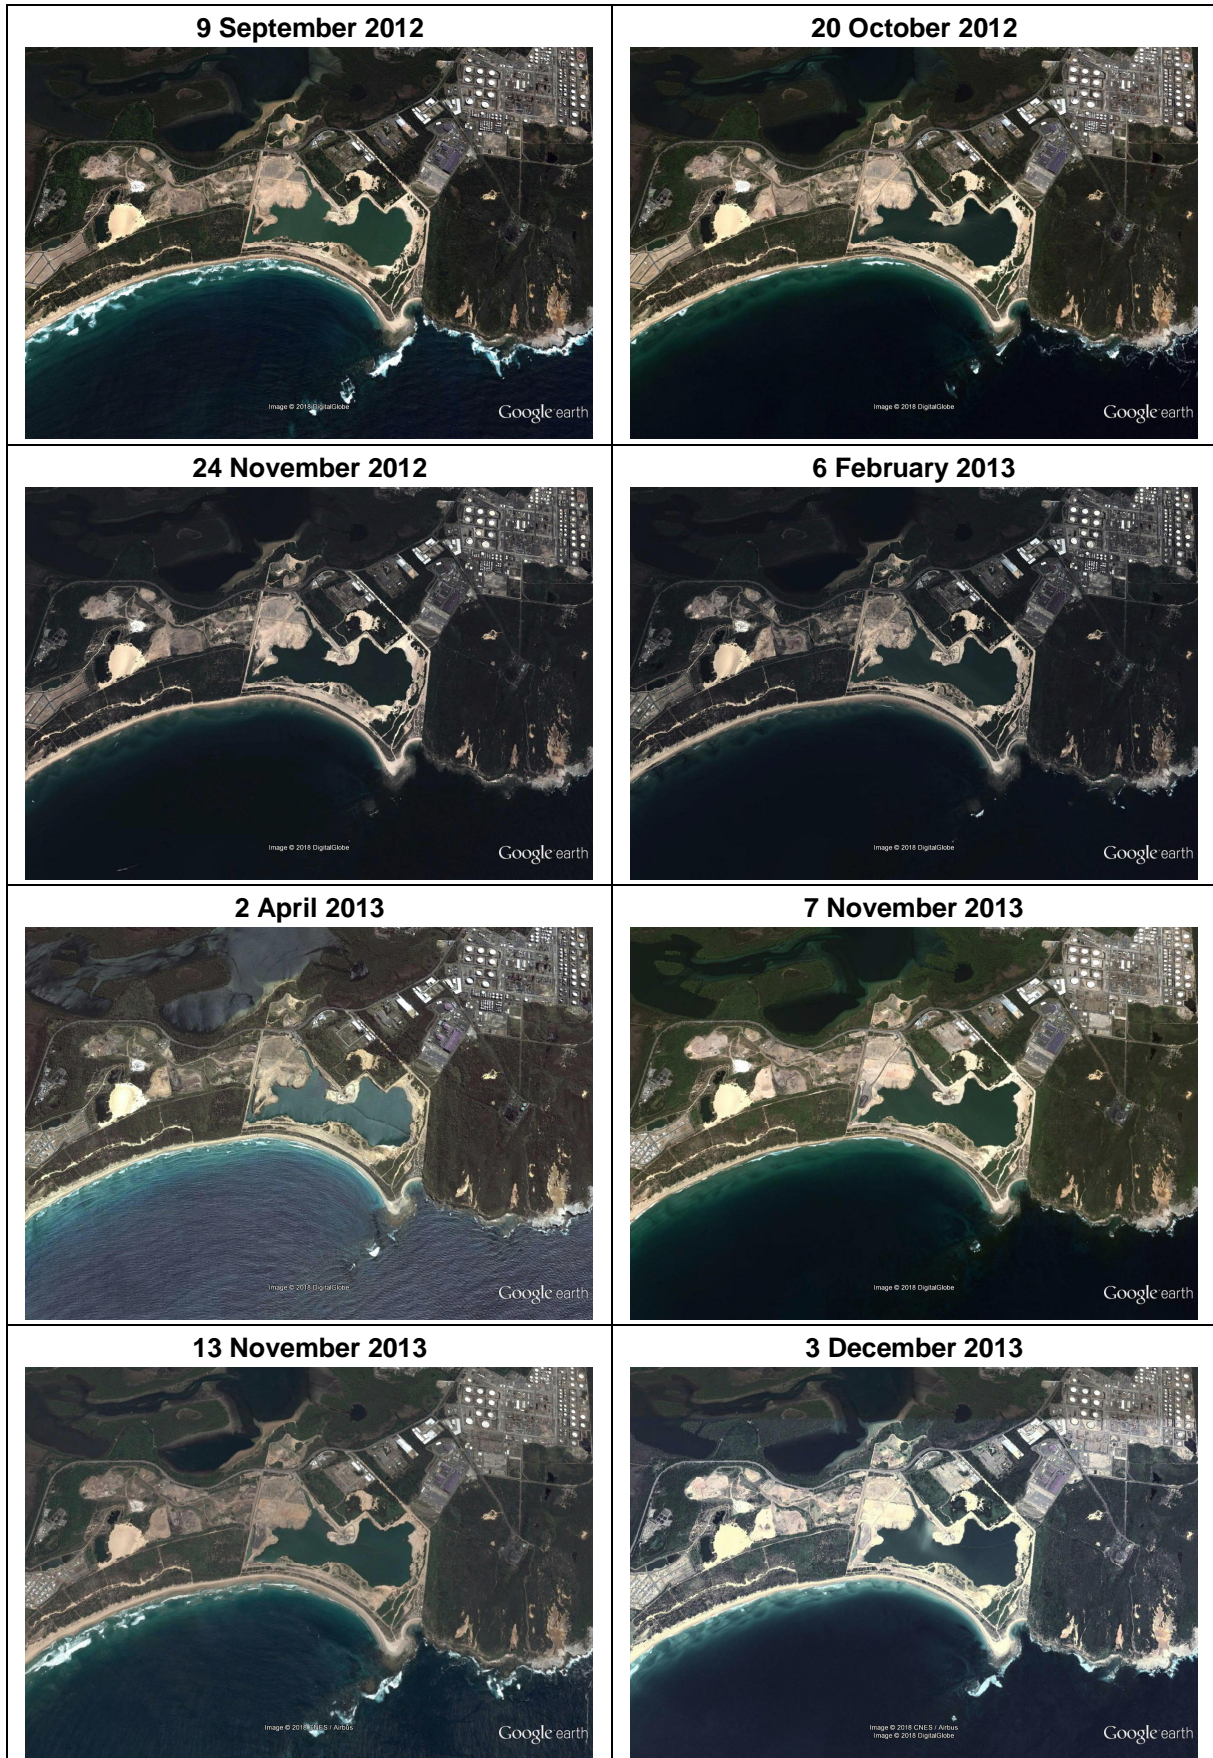 9 September 2012
20 October 2012
Image © 2018 DigitalGlobe
Google earth
Image © 2018 DigitalGlobe
Google earth
24 November 2012
6 February 2013
Image © 2018 DigitalGlobe
Google earth
Image © 2018 DigitalGlobe
Google earth
2 April 2013
7 November 2013
Image © 2018 DigitalGlobe
Google earth
Image © 2018 DigitalGlobe
Google earth
13 November 2013
3 December 2013
Image © 2018 CNES / Airbus
Google earth
Image © 2018 CNES / Airbus
Image © 2018 DigitalGlobe
Google earth